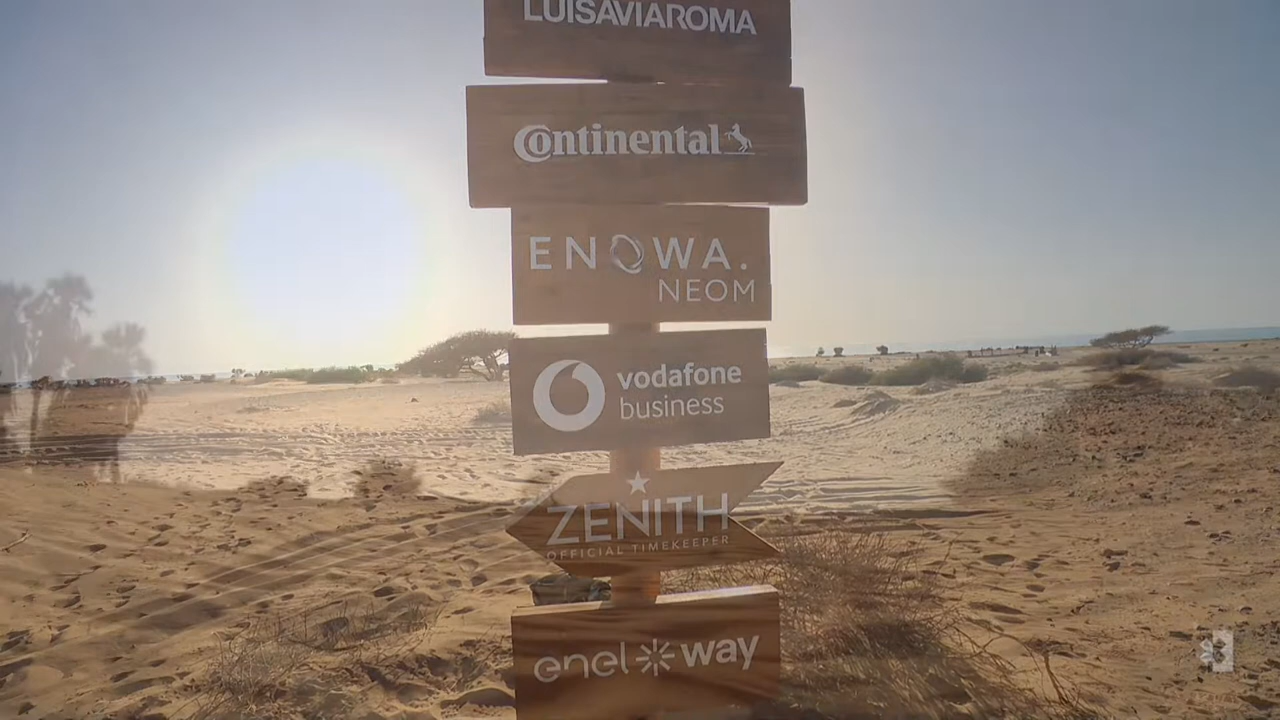 LUISAVIAROMA
Continental
ENOWA.
NEOM
vodafone
business
ZENITH
OFFICIAL TIMEKEEPER
enel way